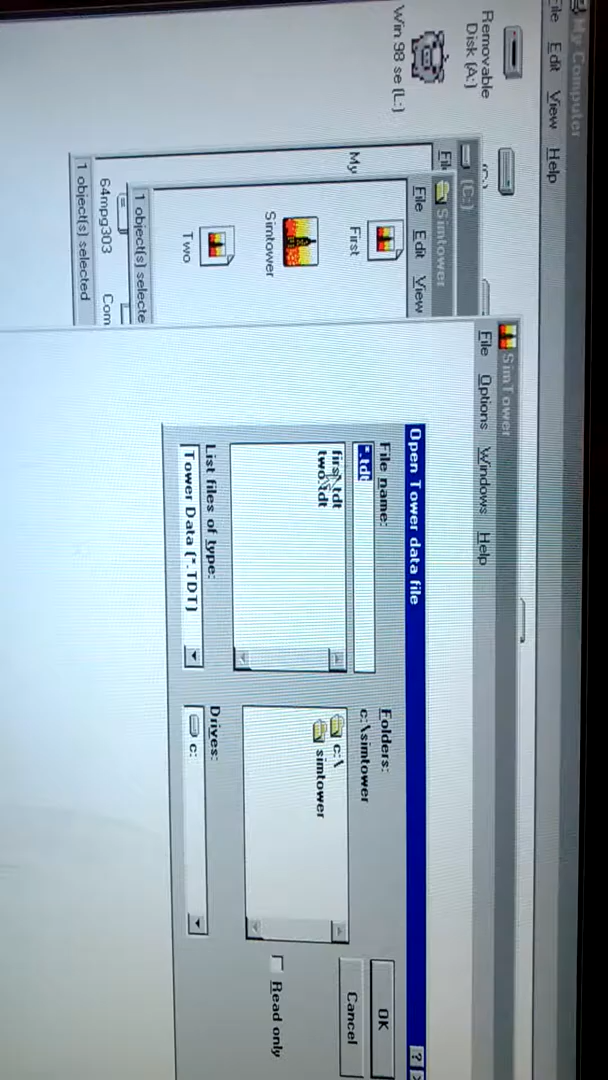 My Computer
File Edit View Help
Removable
Disk (A:)
Win 98 se (L:)
(C:)
Fil
My
64mpg303
Com
1 object(s) selected
Simtower
File Edit View
First
Simtower
Two
1 object(s) selecte
SimTower
File Options Windows Help
Open Tower data file
File name:
*.tdt
first.tdt
two.tdt
List files of type:
Tower Data (*.TDT)
Folders:
c:\simtower
c:\
simtower
Drives:
c:
OK
Cancel
Read only